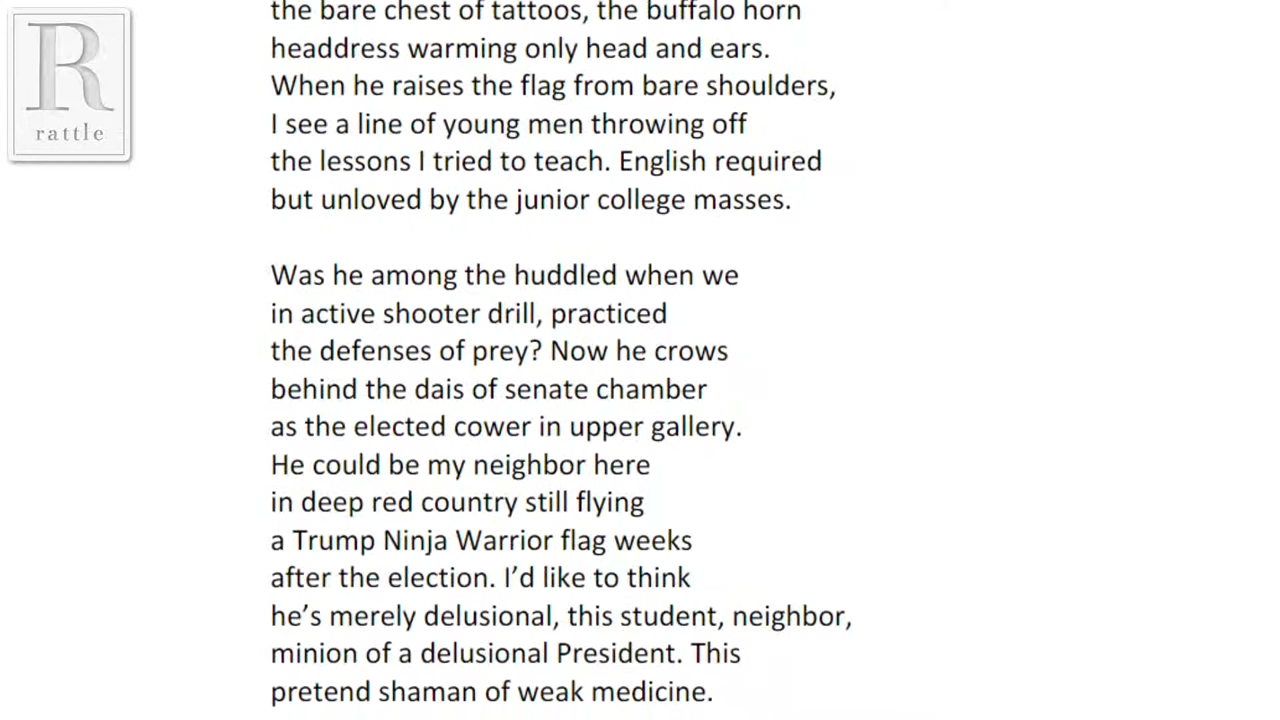 R
rattle
the bare chest of tattoos, the buffalo horn
headdress warming only head and ears.
When he raises the flag from bare shoulders,
I see a line of young men throwing off
the lessons I tried to teach. English required
but unloved by the junior college masses.
Was he among the huddled when we
in active shooter drill, practiced
the defenses of prey? Now he crows
behind the dais of senate chamber
as the elected cower in upper gallery.
He could be my neighbor here
in deep red country still flying
a Trump Ninja Warrior flag weeks
after the election. I’d like to think
he’s merely delusional, this student, neighbor,
minion of a delusional President. This
pretend shaman of weak medicine.